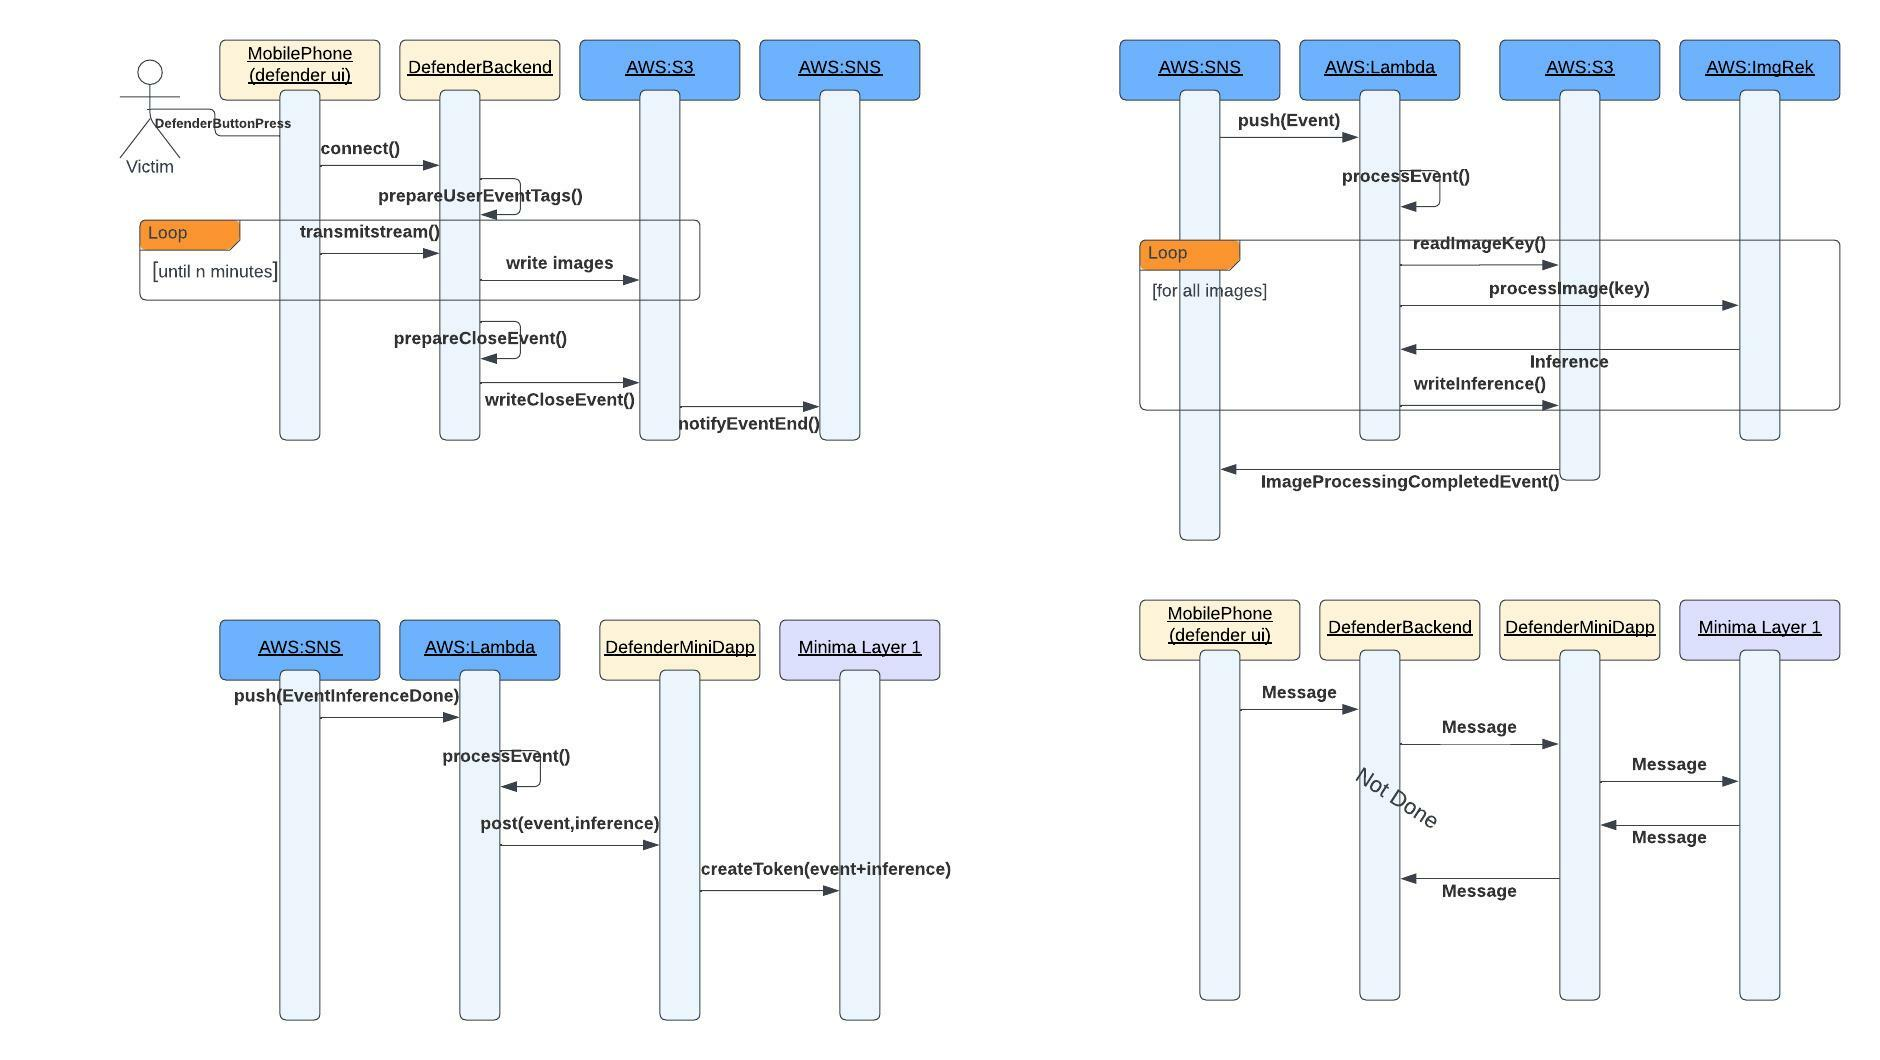 MobilePhone
(defender ui)
DefenderBackend
AWS:S3
AWS:SNS
DefenderButtonPress
Victim
connect()
prepareUserEventTags()
Loop
transmitstream()
[until n minutes]
write images
prepareCloseEvent()
writeCloseEvent()
notifyEventEnd()
AWS:SNS
AWS:Lambda
AWS:S3
AWS:ImgRek
push(Event)
processEvent()
Loop
readImageKey()
[for all images]
processImage(key)
Inference
writeInference()
ImageProcessingCompletedEvent()
AWS:SNS
AWS:Lambda
DefenderMiniDapp
Minima Layer 1
push(EventInferenceDone)
processEvent()
post(event,inference)
createToken(event+inference)
MobilePhone
(defender ui)
DefenderBackend
DefenderMiniDapp
Minima Layer 1
Message
Message
Message
Not Done
Message
Message